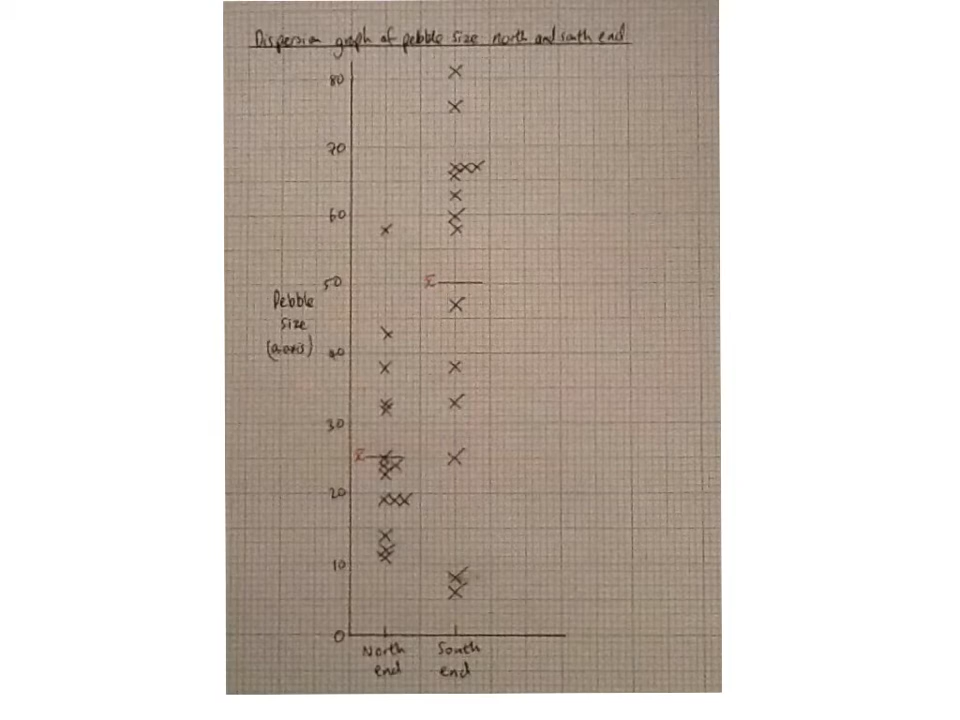 Dispersion graph of pebble size north and south end
80
70
60
50
x̄
Pebble
size
(a-axis)
40
30
x̄
20
10
0
North
end
South
end